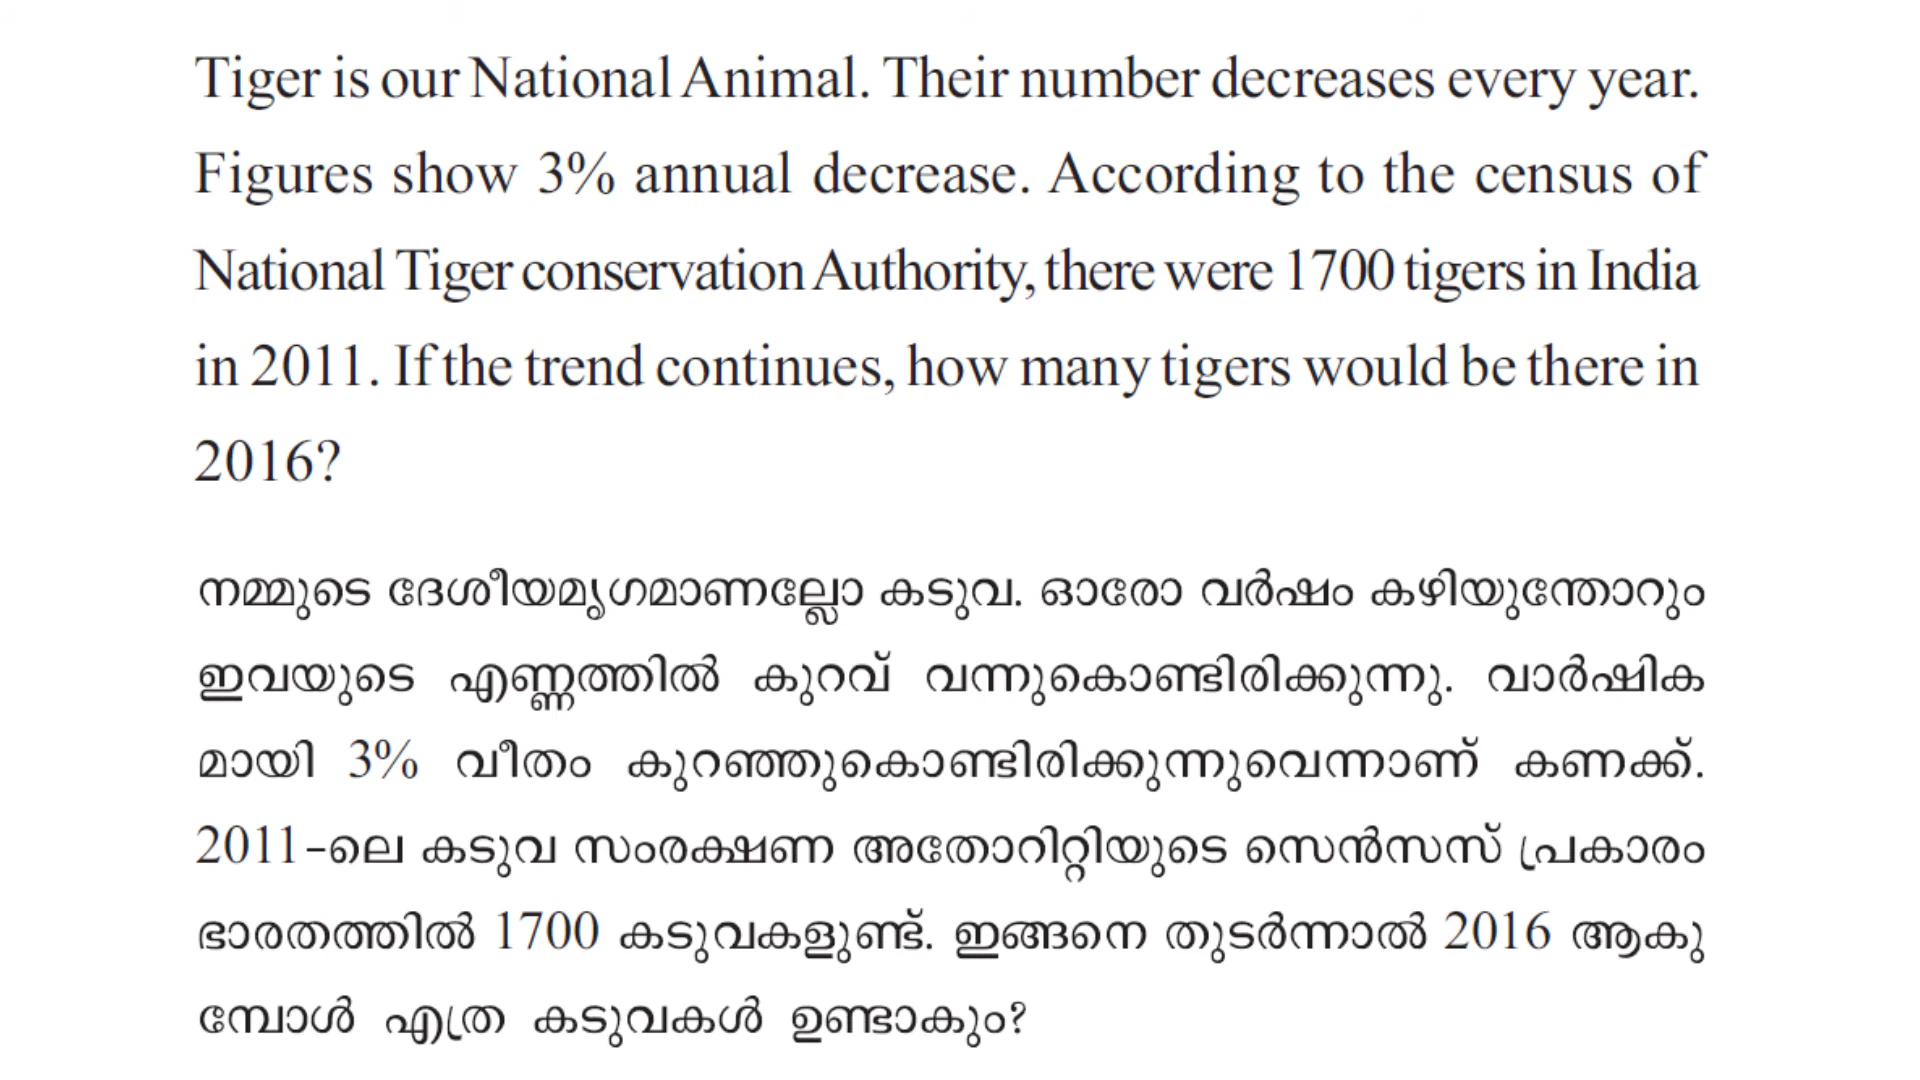 Tiger is our National Animal. Their number decreases every year.
Figures show 3% annual decrease. According to the census of
National Tiger conservation Authority, there were 1700 tigers in India
in 2011. If the trend continues, how many tigers would be there in
2016?
നമ്മുടെ ദേശീയമൃഗമാണല്ലോ കടുവ. ഓരോ വർഷം കഴിയുന്തോറും
ഇവയുടെ എണ്ണത്തിൽ കുറവ് വന്നുകൊണ്ടിരിക്കുന്നു. വാർഷിക
മായി 3% വീതം കുറഞ്ഞുകൊണ്ടിരിക്കുന്നുവെന്നാണ് കണക്ക്.
2011-ലെ കടുവ സംരക്ഷണ അതോറിറ്റിയുടെ സെൻസസ് പ്രകാരം
ഭാരതത്തിൽ 1700 കടുവകളുണ്ട്. ഇങ്ങനെ തുടർന്നാൽ 2016 ആകു
മ്പോൾ എത്ര കടുവകൾ ഉണ്ടാകും?